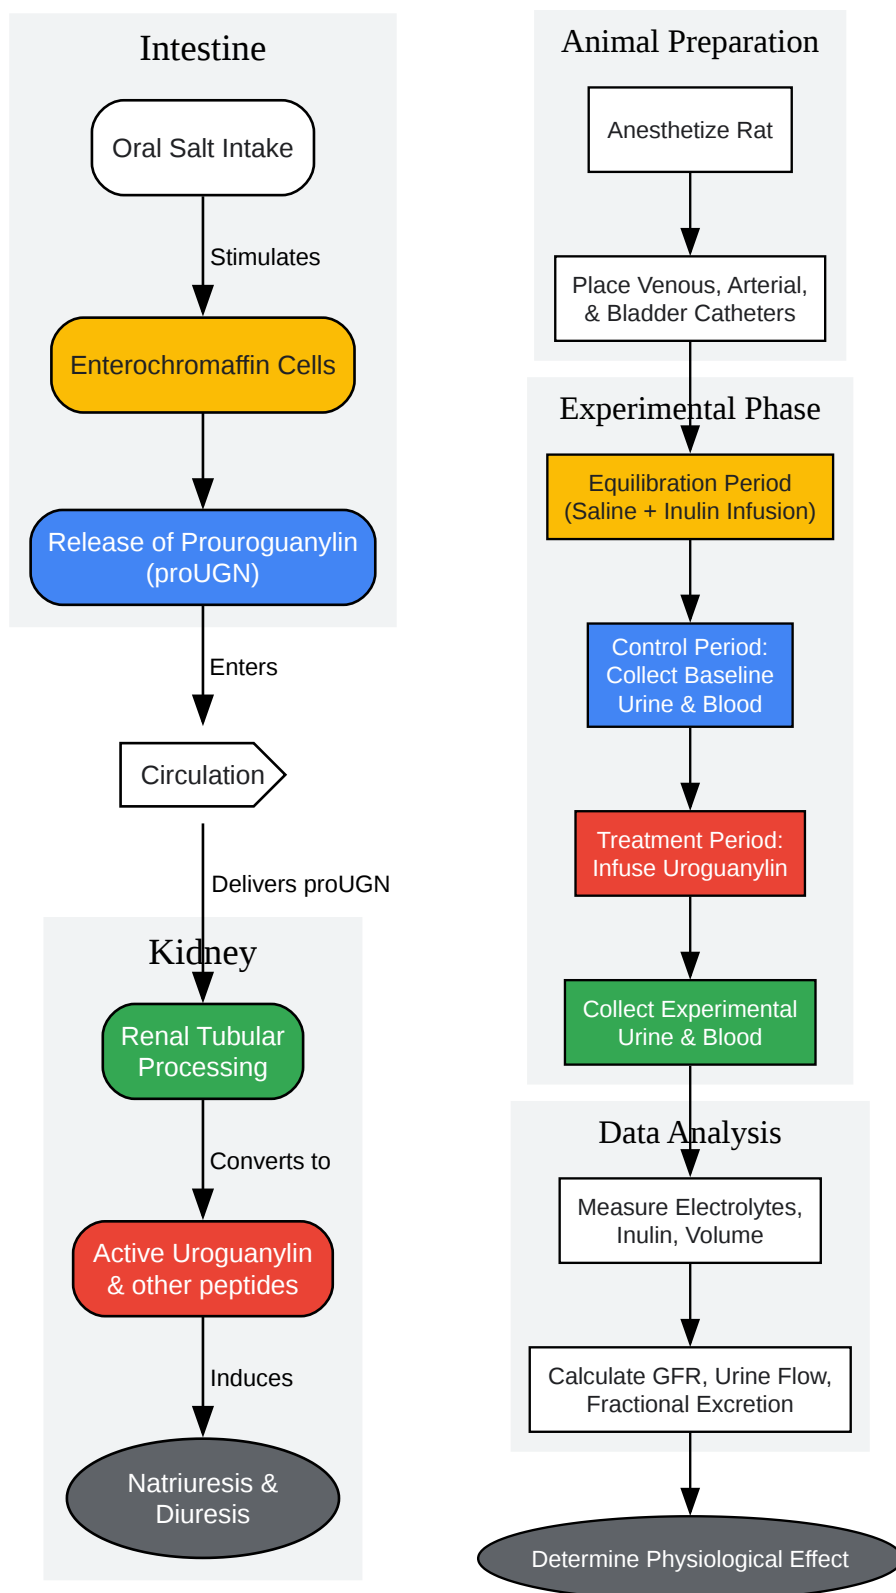 Intestine
Oral Salt Intake
Stimulates
Enterochromaffin Cells
Release of Prouroguanylin
(proUGN)
Enters
Circulation
Delivers proUGN
Kidney
Renal Tubular
Processing
Converts to
Active Uroguanylin
& other peptides
Induces
Natriuresis &
Diuresis
Animal Preparation
Anesthetize Rat
Place Venous, Arterial,
& Bladder Catheters
Experimental Phase
Equilibration Period
(Saline + Inulin Infusion)
Control Period:
Collect Baseline
Urine & Blood
Treatment Period:
Infuse Uroguanylin
Collect Experimental
Urine & Blood
Data Analysis
Measure Electrolytes,
Inulin, Volume
Calculate GFR, Urine Flow,
Fractional Excretion
Determine Physiological Effect